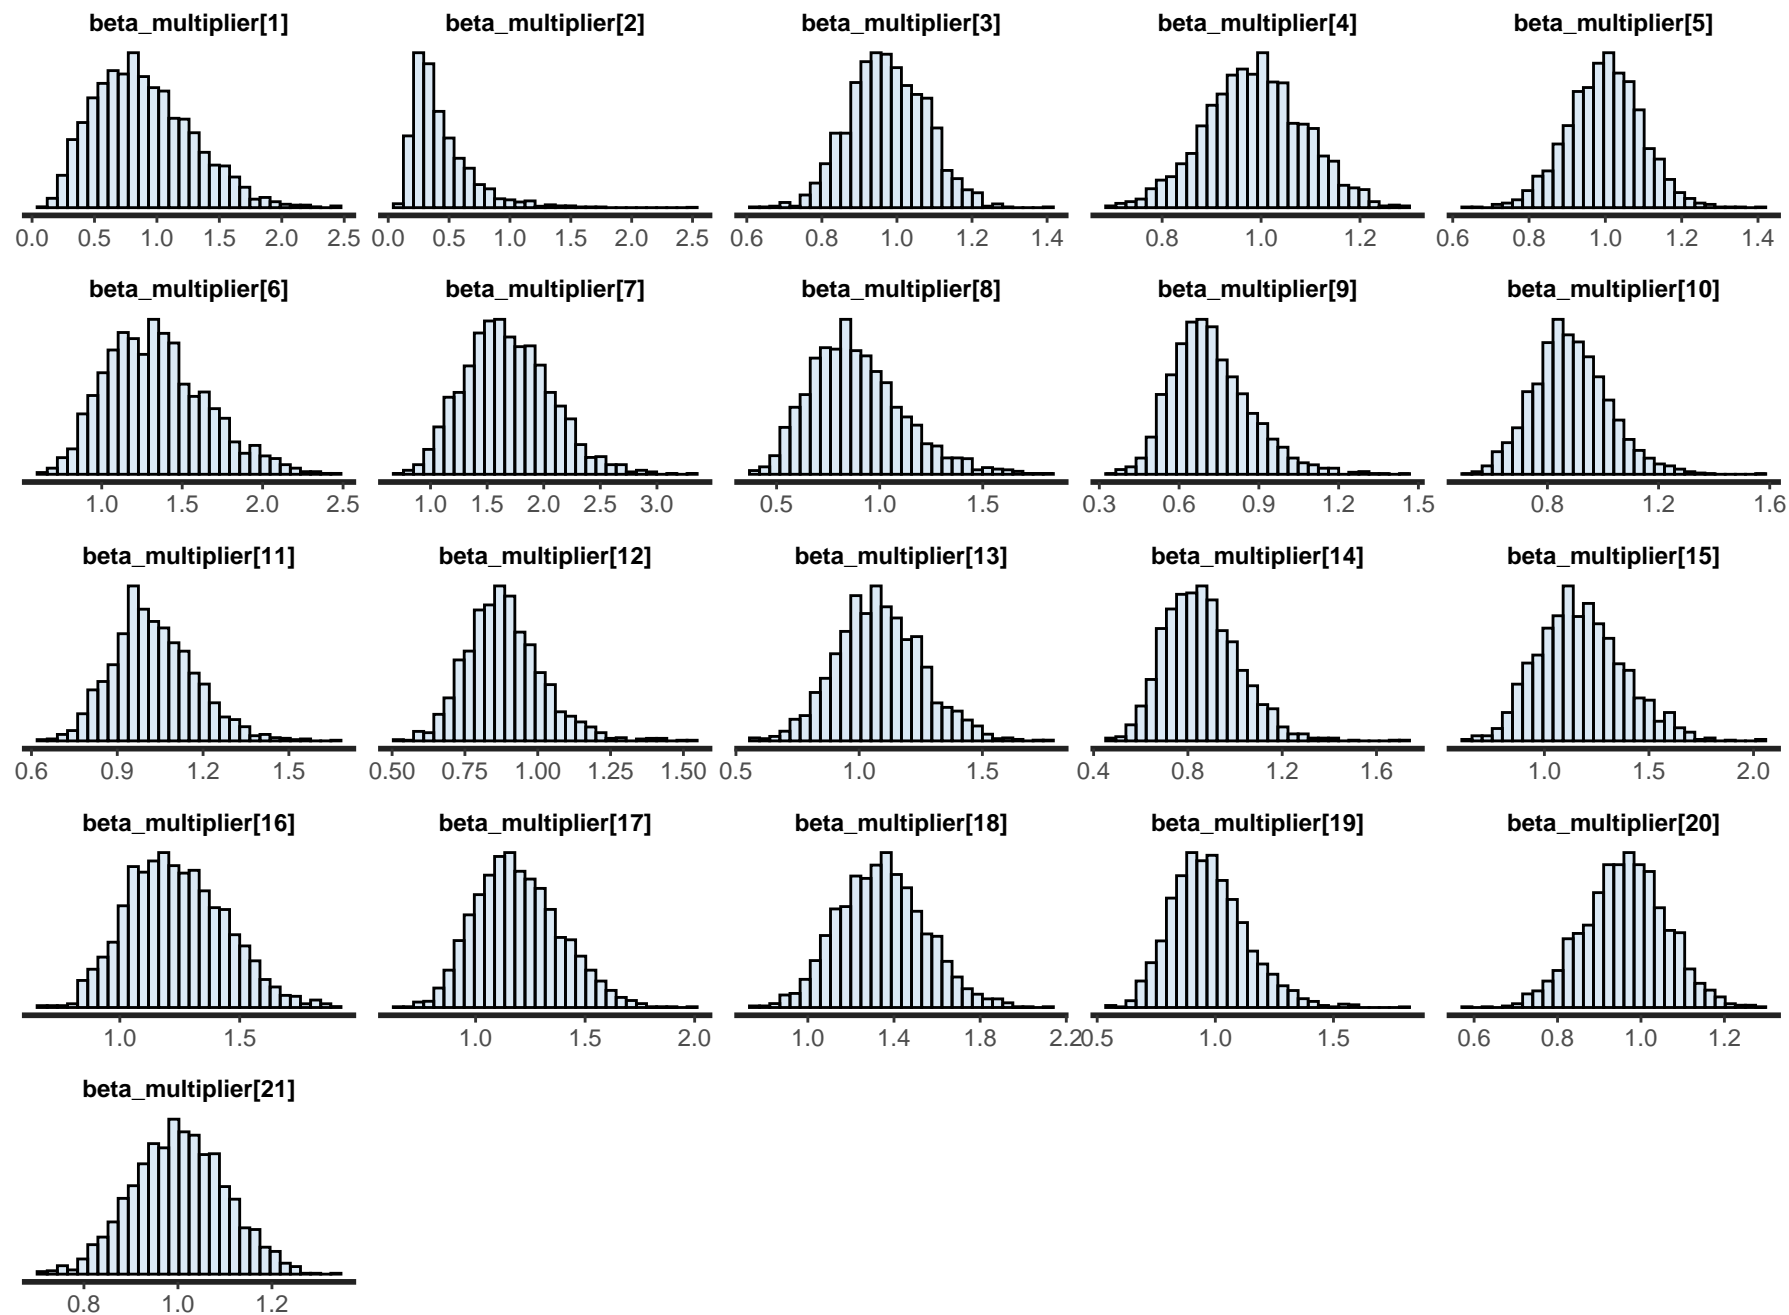 beta_multiplier[1] beta_multiplier[2] beta_multiplier[3] beta_multiplier[4] beta_multiplier[5]
0.0 0.5 1.0 1.5 2.0 2.5 0.0 0.5 1.0 1.5 2.0 2.5 0.6 0.8 1.0 1.2 1.4 0.8 1.0 1.2 0.6 0.8 1.0 1.2 1.4
beta_multiplier[6] beta_multiplier[7] beta_multiplier[8] beta_multiplier[9] beta_multiplier[10]
1.0 1.5 2.0 2.5 1.0 1.5 2.0 2.5 3.0 0.5 1.0 1.5 0.3 0.6 0.9 1.2 1.5 0.8 1.2 1.6
beta_multiplier[11] beta_multiplier[12] beta_multiplier[13] beta_multiplier[14] beta_multiplier[15]
0.6 0.9 1.2 1.5 0.50 0.75 1.00 1.25 1.50 0.5 1.0 1.5 0.4 0.8 1.2 1.6 1.0 1.5 2.0
beta_multiplier[16] beta_multiplier[17] beta_multiplier[18] beta_multiplier[19] beta_multiplier[20]
1.0 1.5 1.0 1.5 2.0 1.0 1.4 1.8 2.2 0.5 1.0 1.5 0.6 0.8 1.0 1.2
beta_multiplier[21]
0.8 1.0 1.2